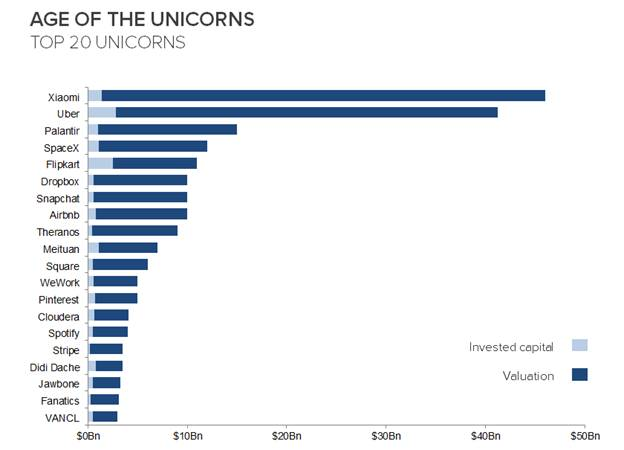 AGE OF THE UNICORNS
TOP 20 UNICORNS
Xiaomi
Uber
Palantir
SpaceX
Flipkart
Dropbox
Snapchat
Airbnb
Theranos
Meituan
Square
WeWork
Pinterest
Cloudera
Spotify
Stripe
Didi Dache
Jawbone
Fanatics
VANCL
Invested capital
Valuation
$0Bn $10Bn $20Bn $30Bn $40Bn $50Bn